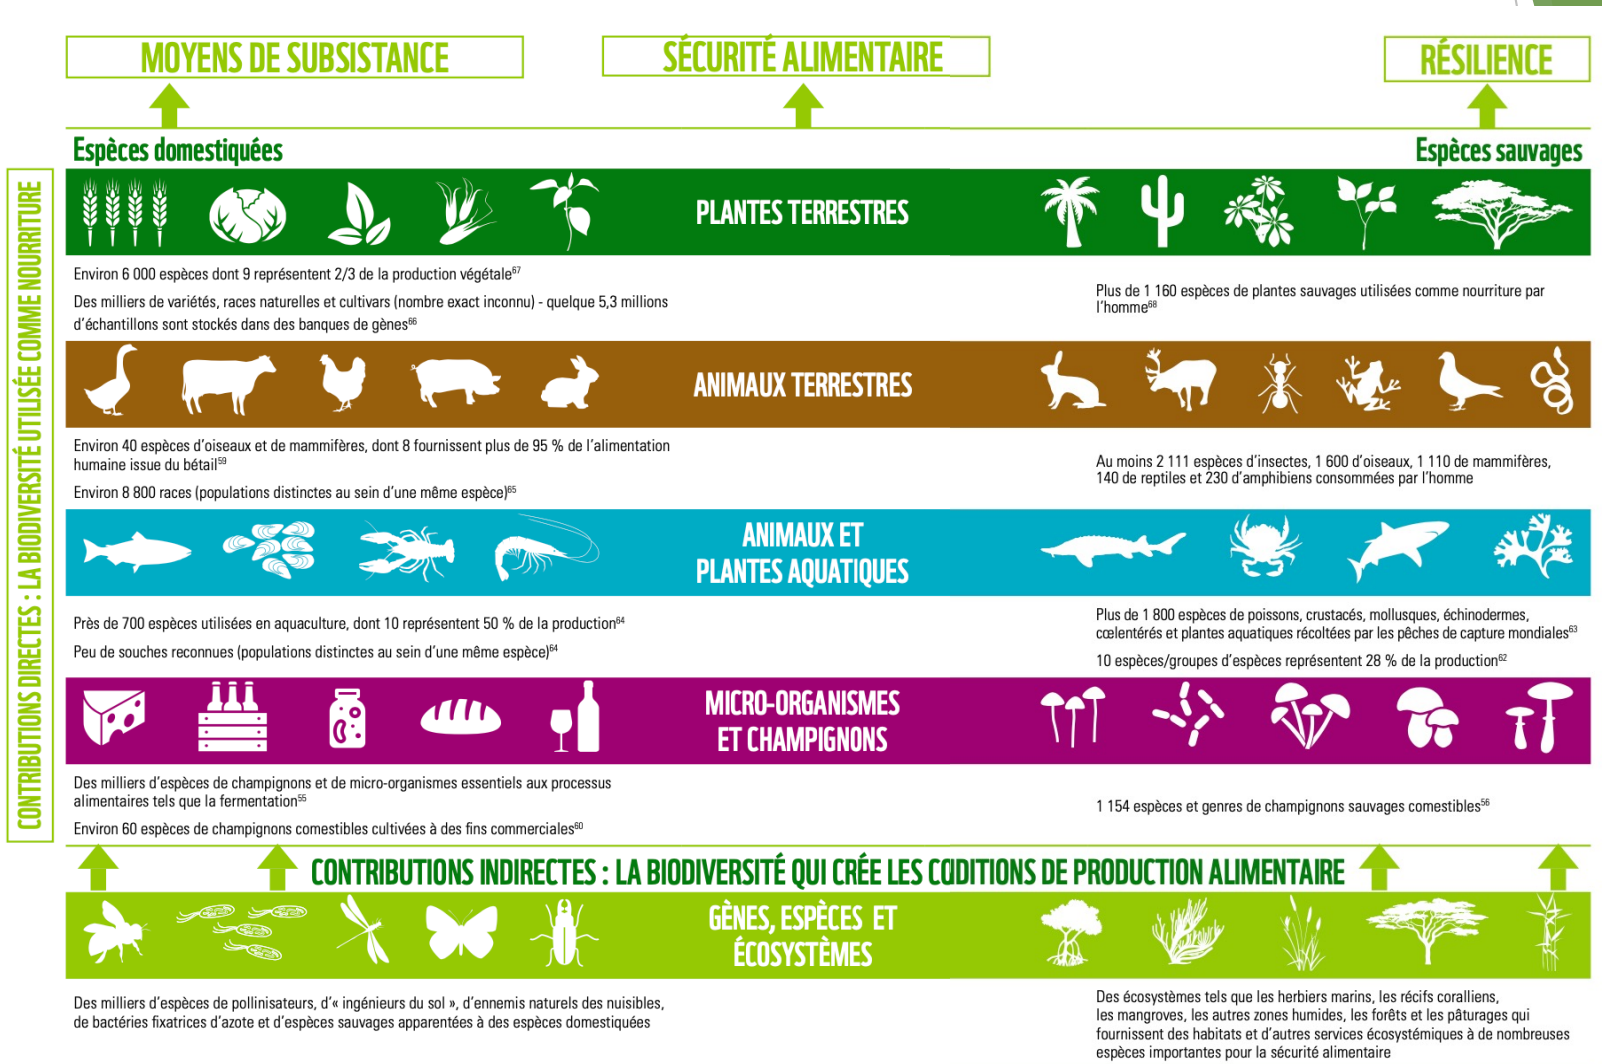 MOYENS DE SUBSISTANCE
SÉCURITÉ ALIMENTAIRE
RÉSILIENCE
Espèces domestiquées
Espèces sauvages
CONTRIBUTIONS DIRECTES : LA BIODIVERSITÉ UTILISÉE COMME NOURRITURE
PLANTES TERRESTRES
Environ 6 000 espèces dont 9 représentent 2/3 de la production végétale⁶⁷
Des milliers de variétés, races naturelles et cultivars (nombre exact inconnu) - quelque 5,3 millions
d'échantillons sont stockés dans des banques de gènes⁶⁶
Plus de 1 160 espèces de plantes sauvages utilisées comme nourriture par
l'homme⁶⁸
ANIMAUX TERRESTRES
Environ 40 espèces d'oiseaux et de mammifères, dont 8 fournissent plus de 95 % de l'alimentation
humaine issue du bétail⁵⁹
Environ 8 800 races (populations distinctes au sein d'une même espèce)⁶⁵
Au moins 2 111 espèces d'insectes, 1 600 d'oiseaux, 1 110 de mammifères,
140 de reptiles et 230 d'amphibiens consommées par l'homme
ANIMAUX ET
PLANTES AQUATIQUES
Près de 700 espèces utilisées en aquaculture, dont 10 représentent 50 % de la production⁶⁴
Peu de souches reconnues (populations distinctes au sein d'une même espèce)⁶⁴
Plus de 1 800 espèces de poissons, crustacés, mollusques, échinodermes,
cœlentérés et plantes aquatiques récoltées par les pêches de capture mondiales⁶³
10 espèces/groupes d'espèces représentent 28 % de la production⁶²
MICRO-ORGANISMES
ET CHAMPIGNONS
Des milliers d'espèces de champignons et de micro-organismes essentiels aux processus
alimentaires tels que la fermentation⁵⁵
Environ 60 espèces de champignons comestibles cultivées à des fins commerciales⁶⁰
1 154 espèces et genres de champignons sauvages comestibles⁵⁶
CONTRIBUTIONS INDIRECTES : LA BIODIVERSITÉ QUI CRÉE LES CODITIONS DE PRODUCTION ALIMENTAIRE
GÈNES, ESPÈCES ET
ÉCOSYSTÈMES
Des milliers d'espèces de pollinisateurs, d'« ingénieurs du sol », d'ennemis naturels des nuisibles,
de bactéries fixatrices d'azote et d'espèces sauvages apparentées à des espèces domestiquées
Des écosystèmes tels que les herbiers marins, les récifs coralliens,
les mangroves, les autres zones humides, les forêts et les pâturages qui
fournissent des habitats et d'autres services écosystémiques à de nombreuses
espèces importantes pour la sécurité alimentaire